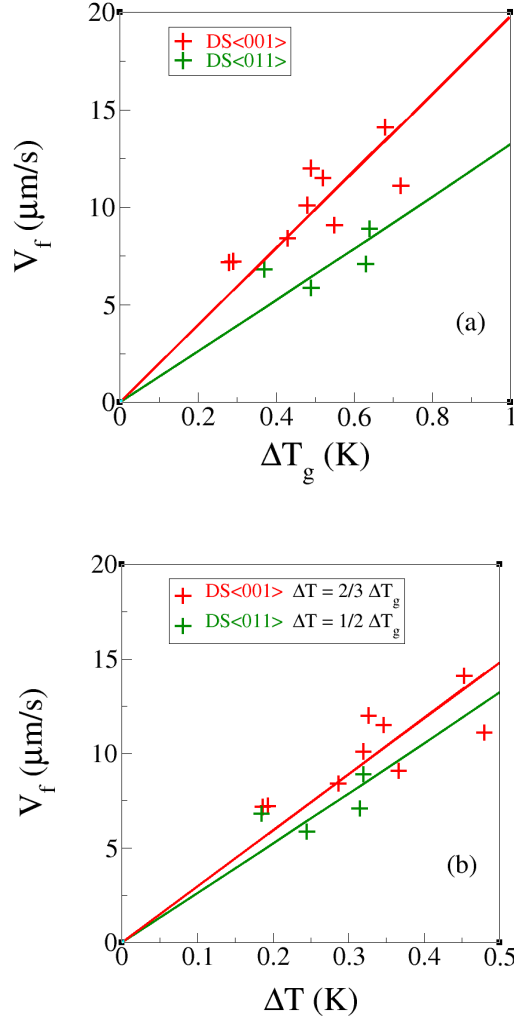 20
DS<001>
DS<011>
15
10
5
0
V_f (μm/s)
(a)
0 0.2 0.4 0.6 0.8 1
ΔT_g (K)
20
DS<001> ΔT = 2/3 ΔT_g
DS<011> ΔT = 1/2 ΔT_g
15
10
5
0
V_f (μm/s)
(b)
0 0.1 0.2 0.3 0.4 0.5
ΔT (K)